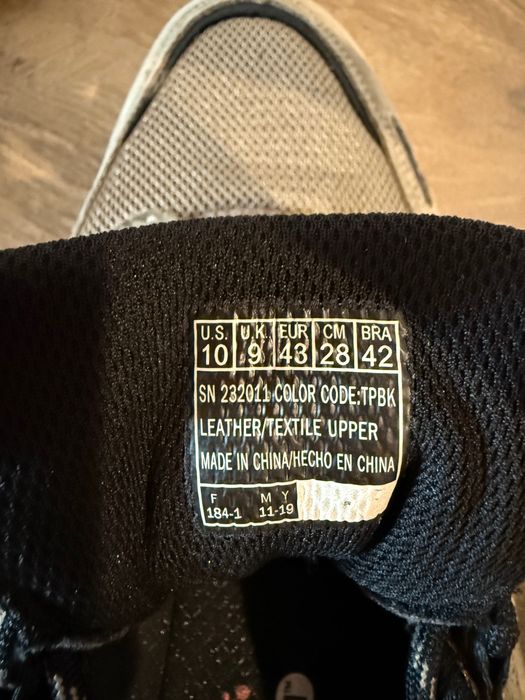 U.S. U.K. EUR CM BRA
10 9 43 28 42
SN 232011 COLOR CODE:TPBK
LEATHER/TEXTILE UPPER
MADE IN CHINA/HECHO EN CHINA
F M Y
184-1 11-19